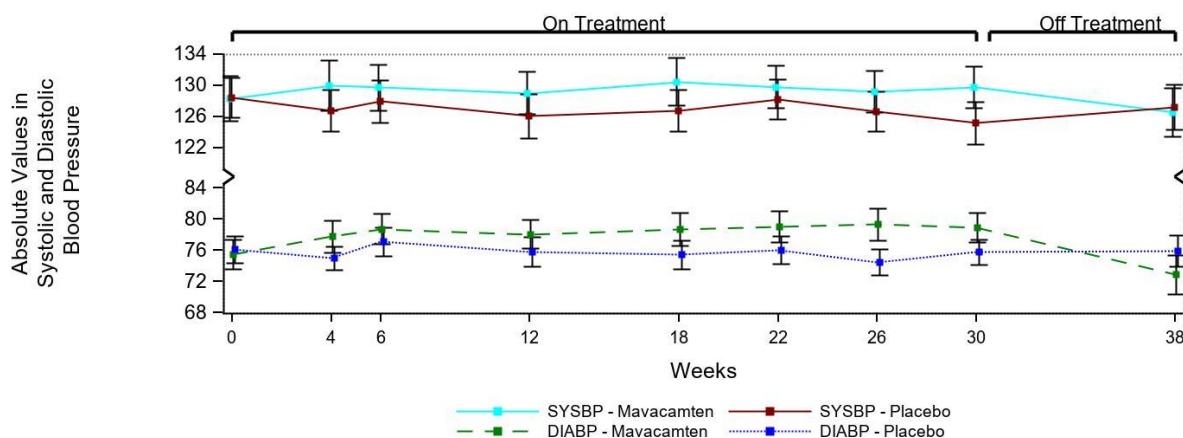 On Treatment
Off Treatment
Absolute Values in
Systolic and Diastolic
Blood Pressure
134
130
126
122
84
80
76
72
68
0 4 6 12 18 22 26 30 38
Weeks
SYSBP - Mavacamten SYSBP - Placebo
DIABP - Mavacamten DIABP - Placebo